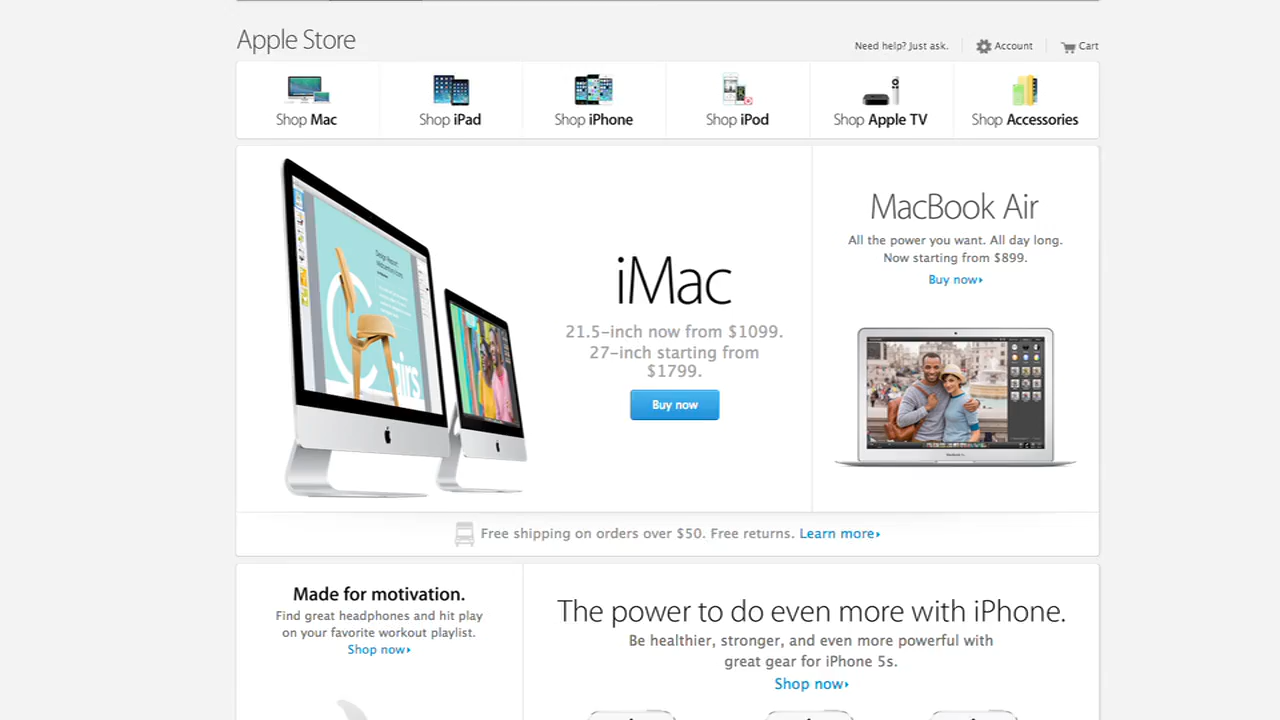 Apple Store
Need help? Just ask.
Account
Cart
Shop Mac
Shop iPad
Shop iPhone
Shop iPod
Shop Apple TV
Shop Accessories
iMac
21.5-inch now from $1099.
27-inch starting from
$1799.
Buy now
MacBook Air
All the power you want. All day long.
Now starting from $899.
Buy now
Free shipping on orders over $50. Free returns. Learn more
Made for motivation.
Find great headphones and hit play
on your favorite workout playlist.
Shop now
The power to do even more with iPhone.
Be healthier, stronger, and even more powerful with
great gear for iPhone 5s.
Shop now